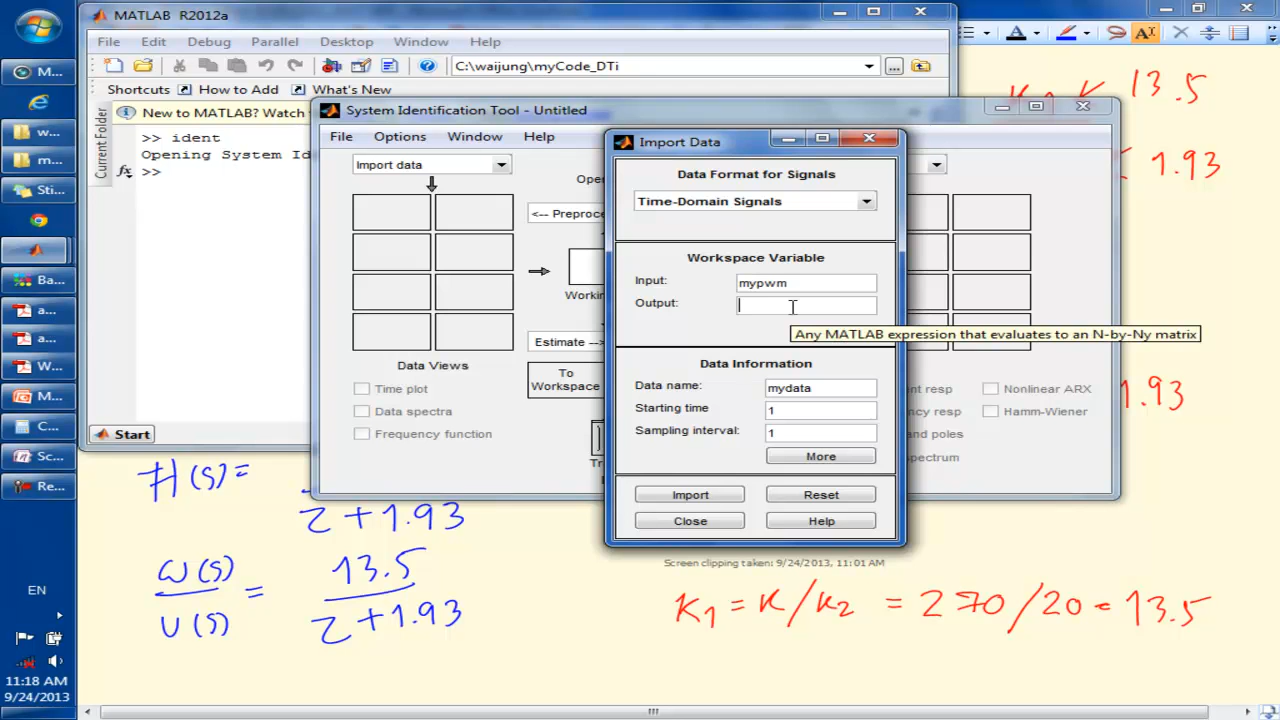 MATLAB R2012a
File Edit Debug Parallel Desktop Window Help
C:\waijung\myCode_DTi
Shortcuts How to Add What's New
New to MATLAB? Watch
Current Folder
>> ident
Opening System Id
fx >>
Start
System Identification Tool - Untitled
File Options Window Help
Import data
Ope
<-- Preproce
Workin
Estimate -->
Data Views
To
Workspace
Time plot
Data spectra
Frequency function
Tr
nt resp
Nonlinear ARX
ncy resp
Hamm-Wiener
and poles
spectrum
Import Data
Data Format for Signals
Time-Domain Signals
Workspace Variable
Input: mypwm
Output:
Any MATLAB expression that evaluates to an N-by-Ny matrix
Data Information
Data name: mydata
Starting time 1
Sampling interval: 1
More
Import Reset
Close Help
M...
w...
m...
Sti...
Ba...
a...
a...
W...
M...
C...
Sc...
Re...
EN
11:18 AM
9/24/2013
13.5
1.93
1.93
H(s)=
z+1.93
ω(s) = 13.5
U(s) z+1.93
Screen clipping taken: 9/24/2013, 11:01 AM
K1 = K/K2 = 270/20 = 13.5